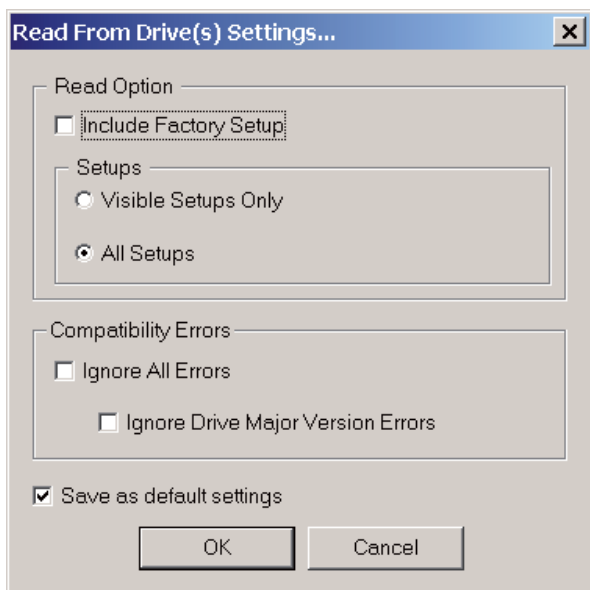 Read From Drive(s) Settings...
Read Option
Include Factory Setup
Setups
Visible Setups Only
All Setups
Compatibility Errors
Ignore All Errors
Ignore Drive Major Version Errors
Save as default settings
OK Cancel